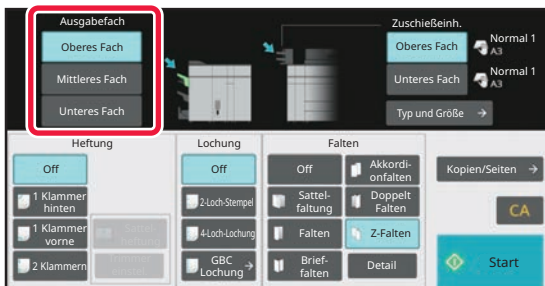 Ausgabefach
Oberes Fach
Mittleres Fach
Unteres Fach
Zuschießeinh.
Oberes Fach
Normal 1
A3
Unteres Fach
Normal 1
A3
Typ und Größe
Heftung
Off
1 Klammer
hinten
1 Klammer
vorne
2 Klammern
Sattel-
heftung
Trimmer-
einstel.
Lochung
Off
2-Loch-Stempel
4-Loch-Lochung
GBC
Lochung
Falten
Off
Akkordi-
onfalten
Sattel-
faltung
Doppelt
Falten
Falten
Z-Falten
Brief-
falten
Detail
Kopien/Seiten
CA
Start